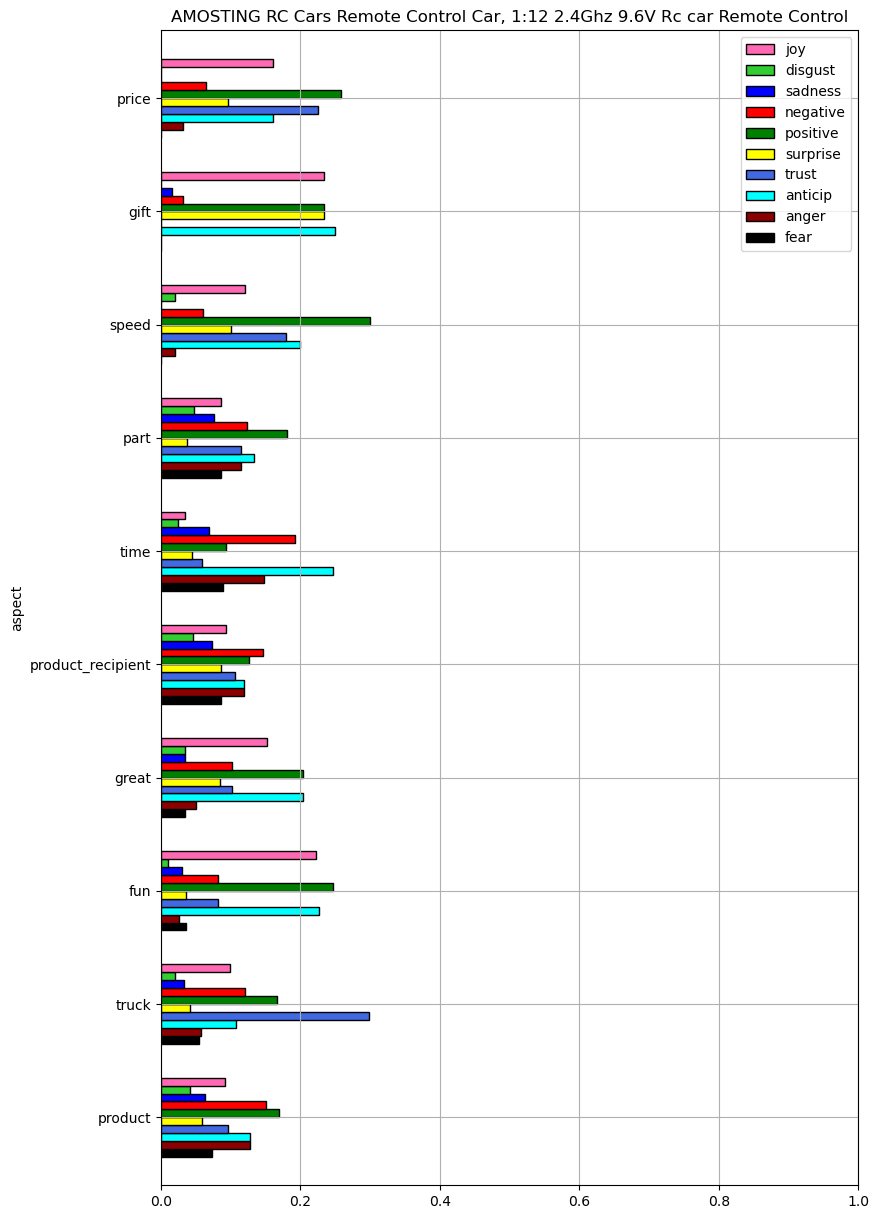 AMOSTING RC Cars Remote Control Car, 1:12 2.4Ghz 9.6V Rc car Remote Control
joy
disgust
sadness
negative
positive
surprise
trust
anticip
anger
fear
price
gift
speed
part
time
product_recipient
great
fun
truck
product
aspect
0.0 0.2 0.4 0.6 0.8 1.0